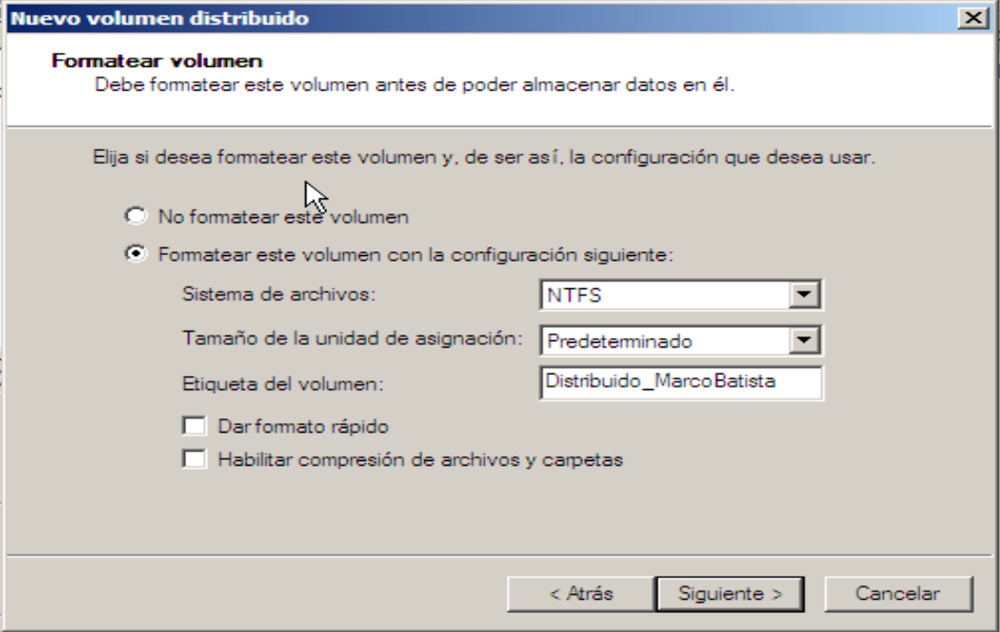 Nuevo volumen distribuido
Formatear volumen
Debe formatear este volumen antes de poder almacenar datos en él.
Elija si desea formatear este volumen y, de ser así, la configuración que desea usar.
No formatear este volumen
Formatear este volumen con la configuración siguiente:
Sistema de archivos: NTFS
Tamaño de la unidad de asignación: Predeterminado
Etiqueta del volumen: Distribuido_MarcoBatista
Dar formato rápido
Habilitar compresión de archivos y carpetas
< Atrás Siguiente > Cancelar